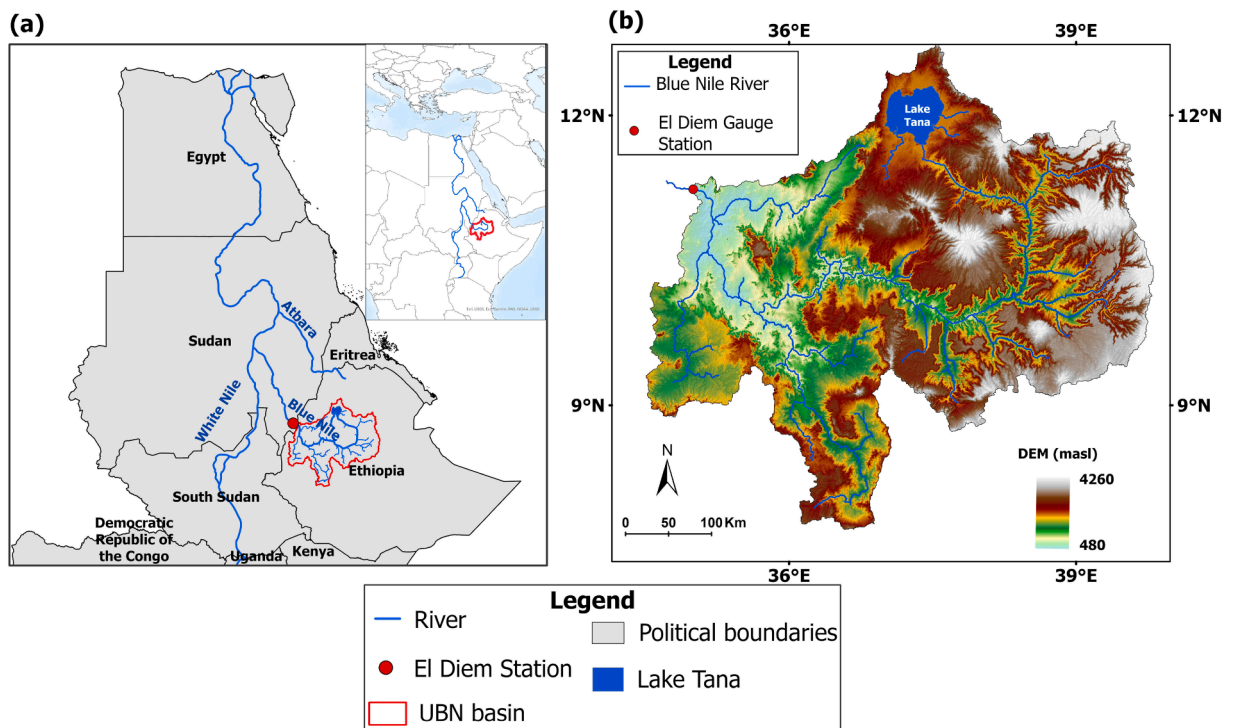 (a)
Egypt
Sudan
Atbara
Eritrea
White Nile
Blue Nile
Ethiopia
South Sudan
Democratic
Republic of
the Congo
Uganda
Kenya
(b)
36°E
39°E
Legend
Blue Nile River
El Diem Gauge
Station
12°N
12°N
Lake
Tana
9°N
9°N
N
0 50 100 Km
DEM (masl)
4260
480
36°E
39°E
Legend
River
Political boundaries
El Diem Station
Lake Tana
UBN basin